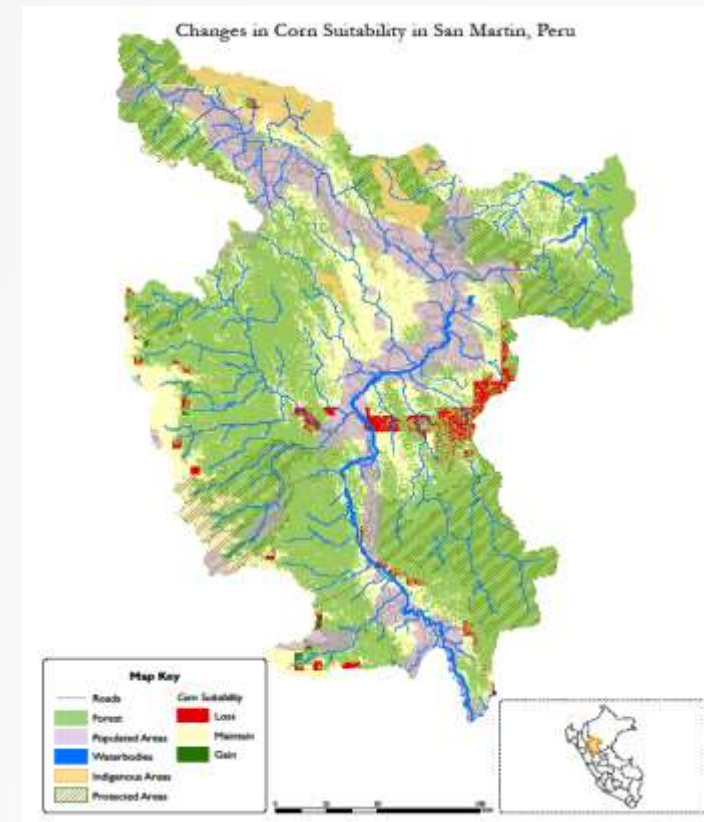 Changes in Corn Suitability in San Martin, Peru
Map Key
Roads
Forest
Populated Areas
Waterbodies
Indigenous Areas
Protected Areas
Corn Suitability
Loss
Maintain
Gain